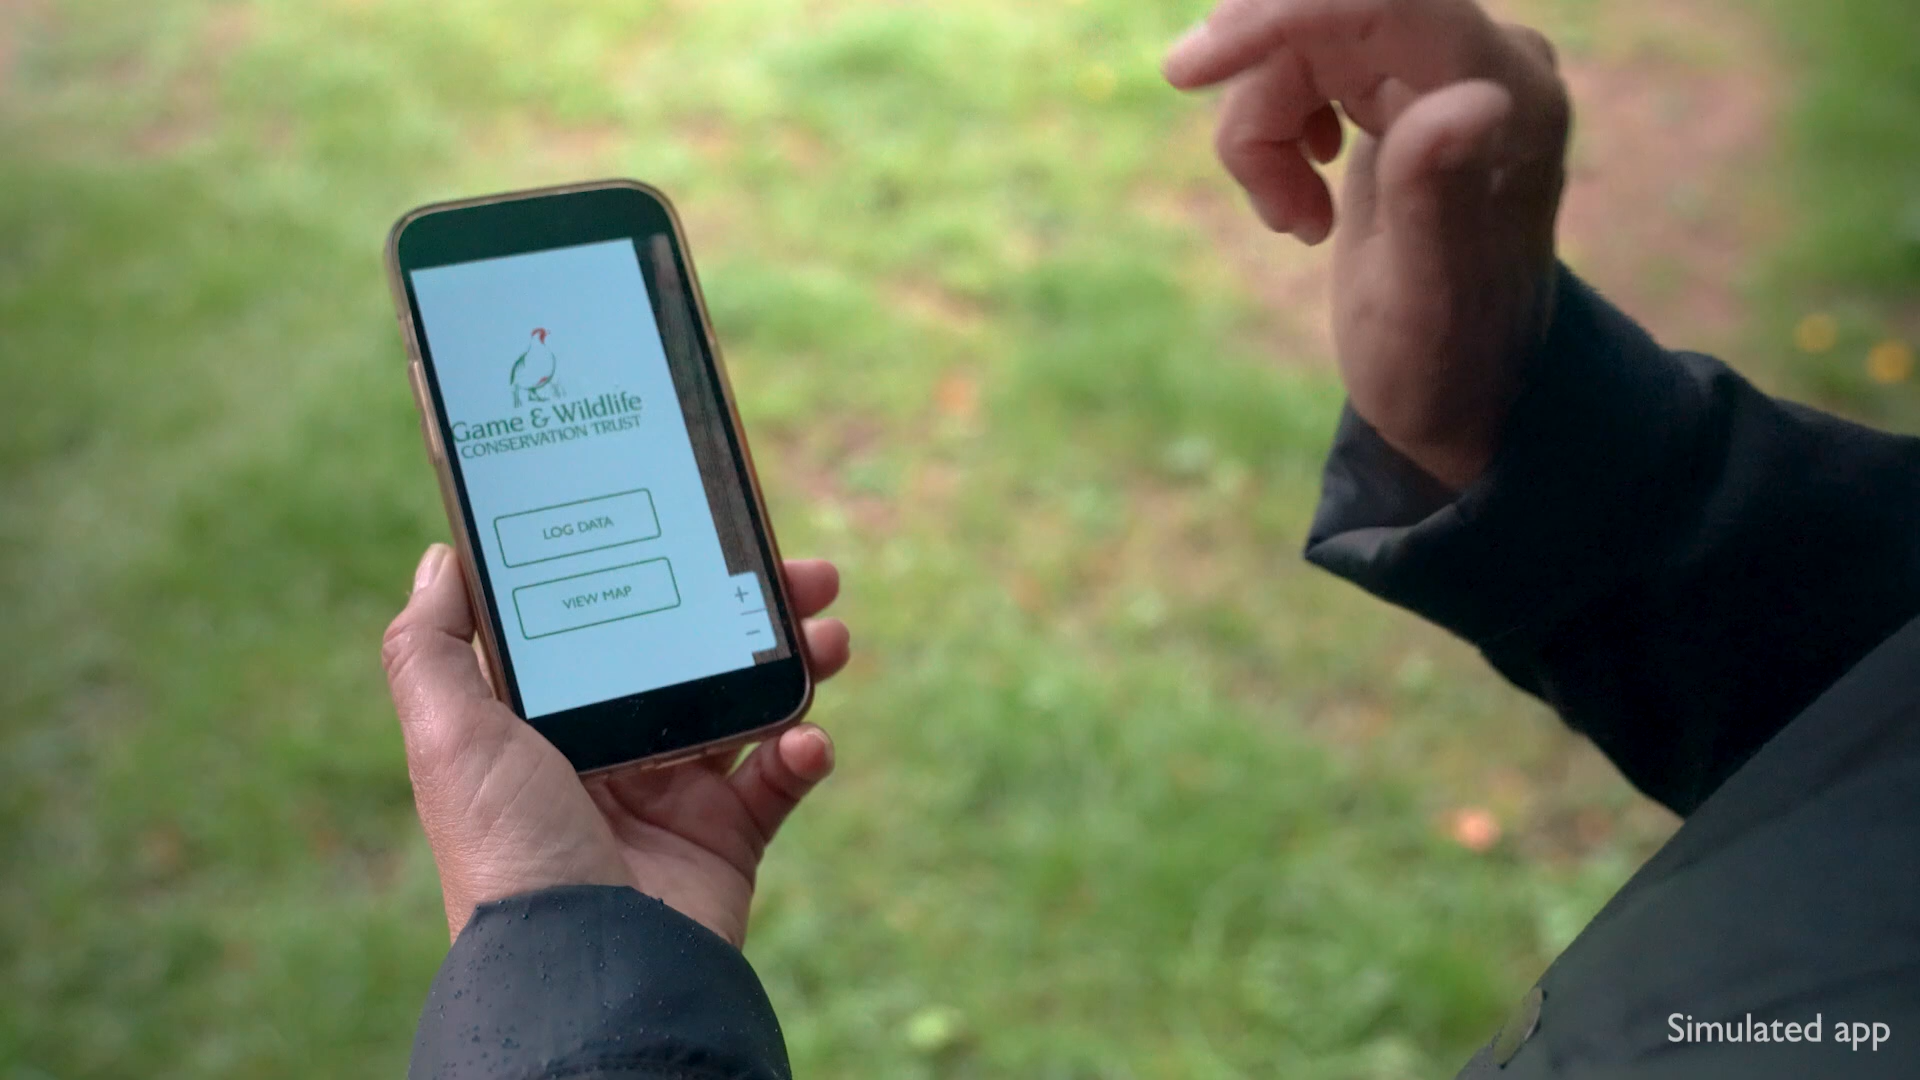 Game & Wildlife
CONSERVATION TRUST
LOG DATA
VIEW MAP
+
−
Simulated app